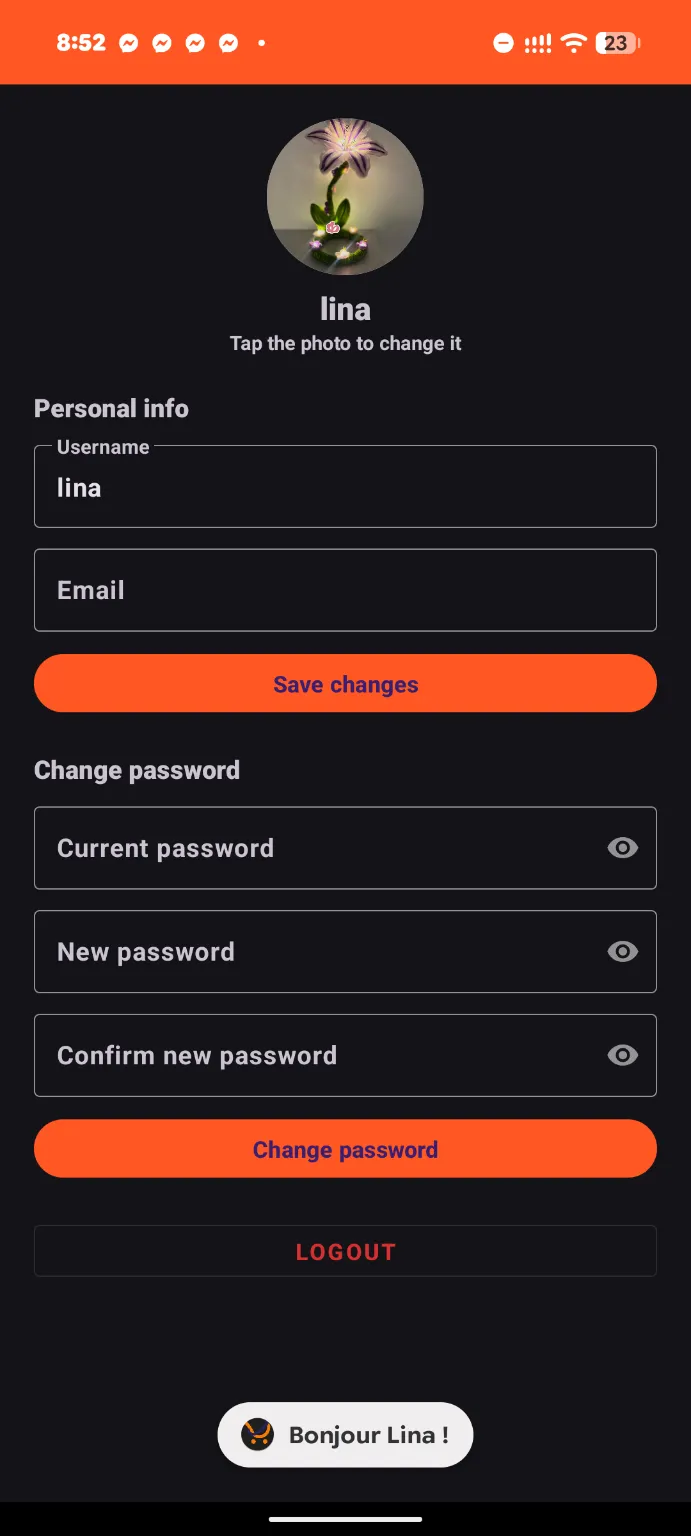 8:52
23
lina
Tap the photo to change it
Personal info
Username
lina
Email
Save changes
Change password
Current password
New password
Confirm new password
Change password
LOGOUT
Bonjour Lina !